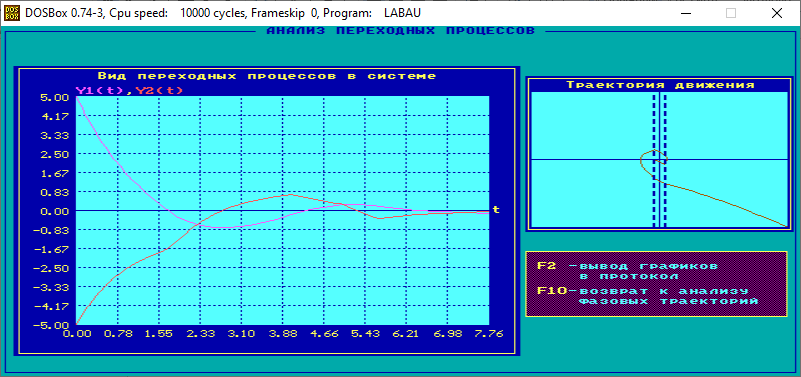 DOSBox 0.74-3, Cpu speed: 10000 cycles, Frameskip 0, Program: LABAU
АНАЛИЗ ПЕРЕХОДНЫХ ПРОЦЕССОВ
Вид переходных процессов в системе
Y1(t),Y2(t)
5.00
4.17
3.33
2.50
1.67
0.83
0.00
-0.83
-1.67
-2.50
-3.33
-4.17
-5.00
t
0.00 0.78 1.55 2.33 3.10 3.88 4.66 5.43 6.21 6.98 7.76
Траектория движения
F2 -вывод графиков
в протокол
F10-возврат к анализу
фазовых траекторий